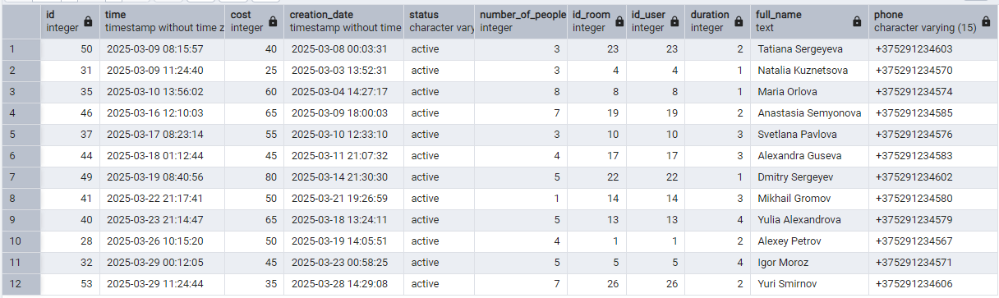 id time cost creation_date status number_of_people id_room id_user duration full_name phone
integer timestamp without time z integer timestamp without time character vary integer integer integer integer text character varying (15)
1 50 2025-03-09 08:15:57 40 2025-03-08 00:03:31 active 3 23 23 2 Tatiana Sergeyeva +375291234603
2 31 2025-03-09 11:24:40 25 2025-03-03 13:52:31 active 3 4 4 1 Natalia Kuznetsova +375291234570
3 35 2025-03-10 13:56:02 60 2025-03-04 14:27:17 active 8 8 8 1 Maria Orlova +375291234574
4 46 2025-03-16 12:10:03 65 2025-03-09 18:00:03 active 7 19 19 2 Anastasia Semyonova +375291234585
5 37 2025-03-17 08:23:14 55 2025-03-10 12:33:10 active 3 10 10 3 Svetlana Pavlova +375291234576
6 44 2025-03-18 01:12:44 45 2025-03-11 21:07:32 active 4 17 17 3 Alexandra Guseva +375291234583
7 49 2025-03-19 08:40:56 80 2025-03-14 21:30:30 active 5 22 22 1 Dmitry Sergeyev +375291234602
8 41 2025-03-22 21:17:41 50 2025-03-21 19:26:59 active 1 14 14 3 Mikhail Gromov +375291234580
9 40 2025-03-23 21:14:47 65 2025-03-18 13:24:11 active 5 13 13 4 Yulia Alexandrova +375291234579
10 28 2025-03-26 10:15:20 50 2025-03-19 14:05:51 active 4 1 1 2 Alexey Petrov +375291234567
11 32 2025-03-29 00:12:05 45 2025-03-23 00:58:25 active 5 5 5 4 Igor Moroz +375291234571
12 53 2025-03-29 11:24:44 35 2025-03-28 14:29:08 active 7 26 26 2 Yuri Smirnov +375291234606